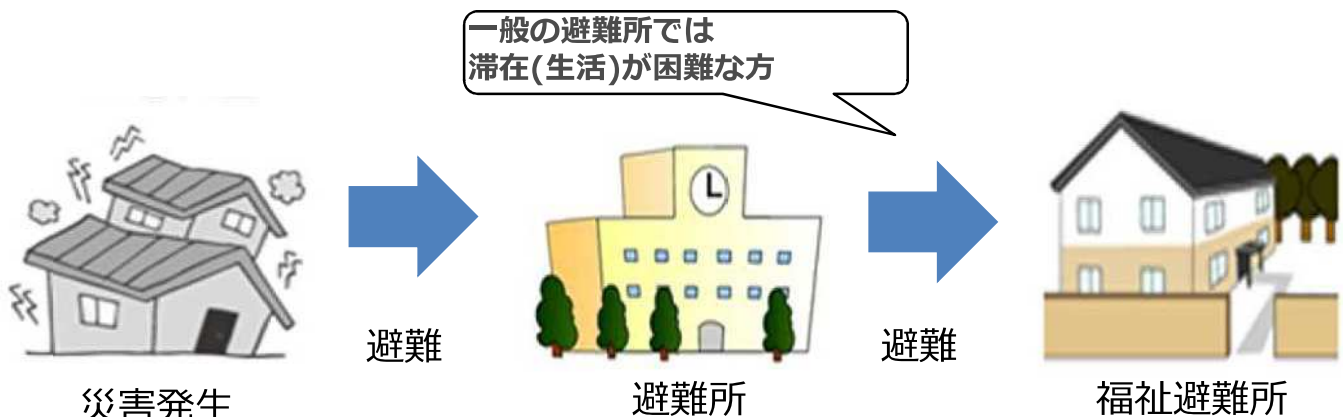 一般の避難所では
滞在(生活)が困難な方
避難
避難
災害発生
避難所
福祉避難所